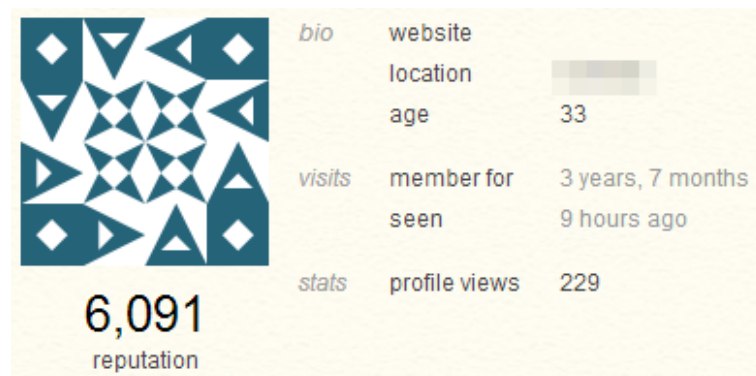 bio website
location
age 33
visits member for 3 years, 7 months
seen 9 hours ago
stats profile views 229
6,091
reputation